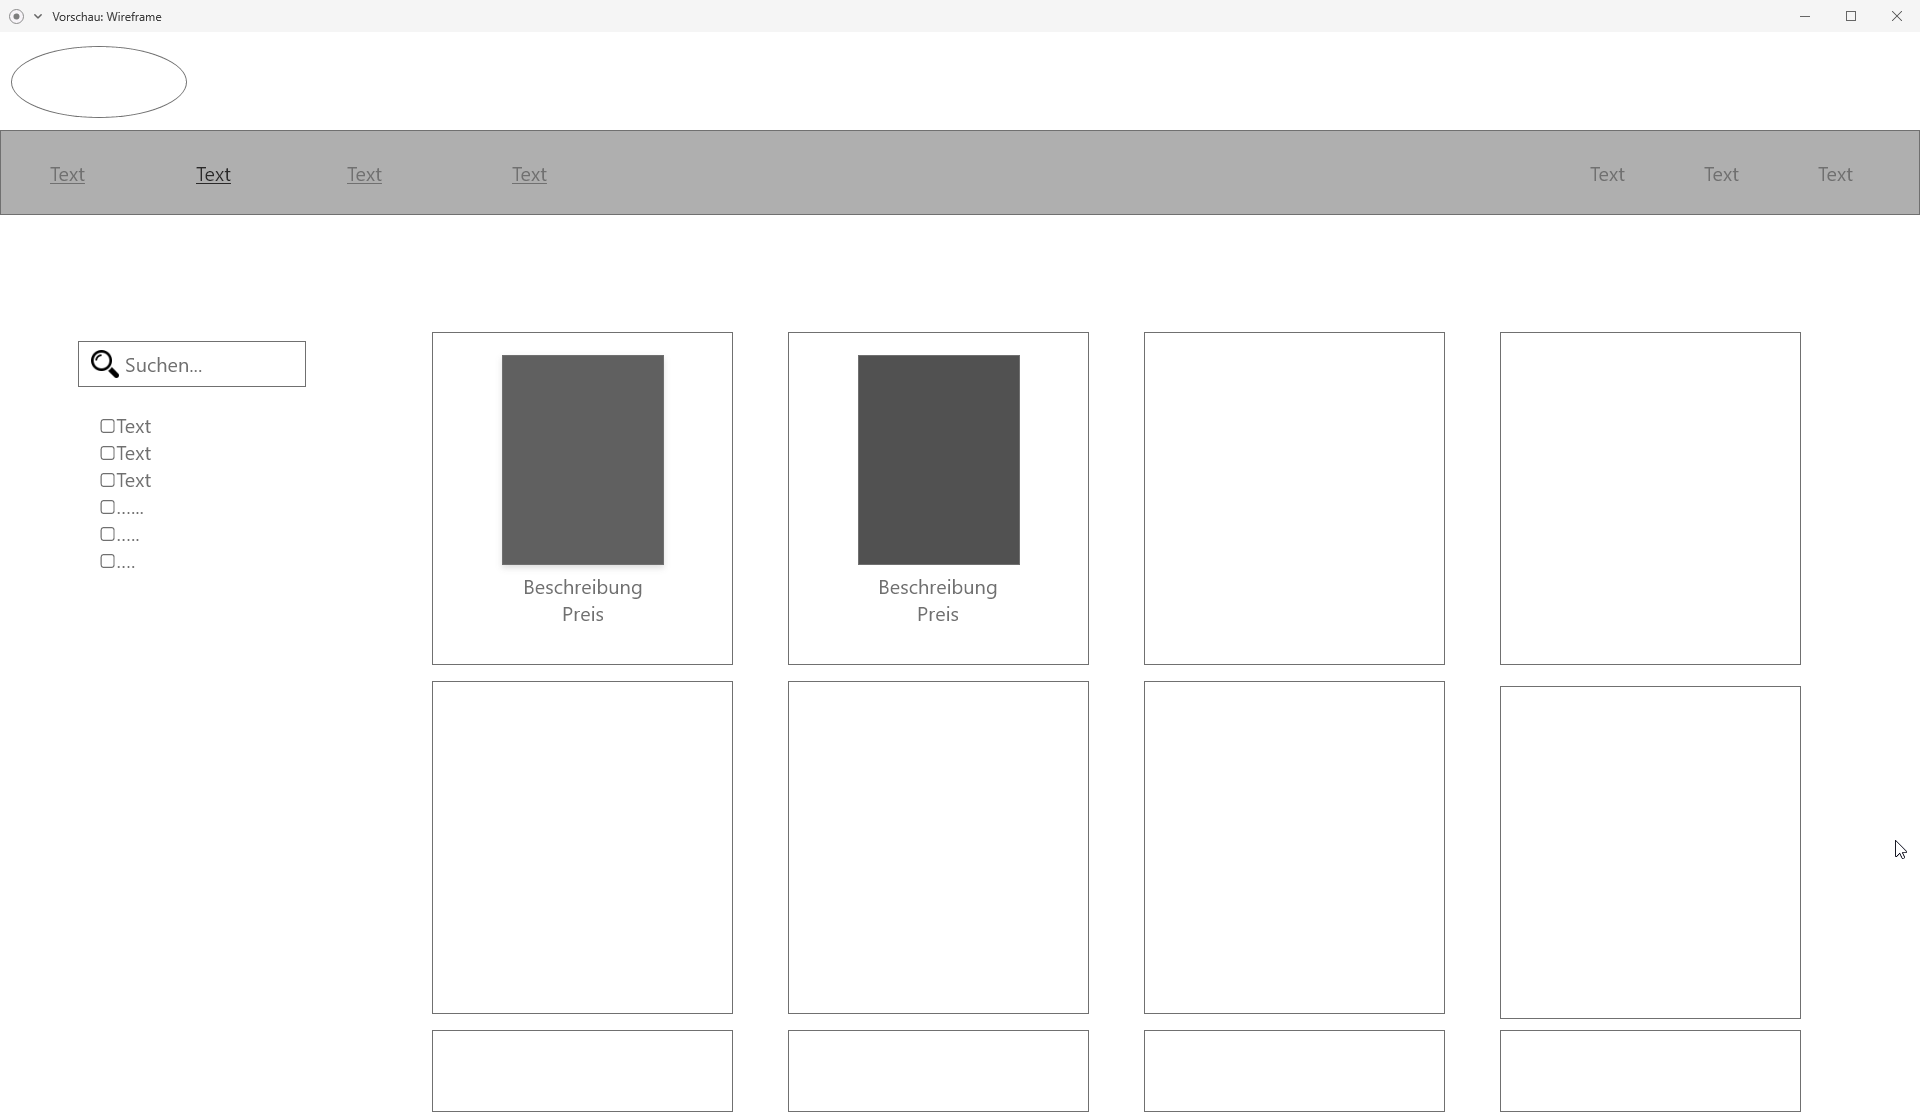 Vorschau: Wireframe
Text Text Text Text Text Text Text
Suchen...
Text
Text
Text
......
.....
....
Beschreibung
Preis
Beschreibung
Preis